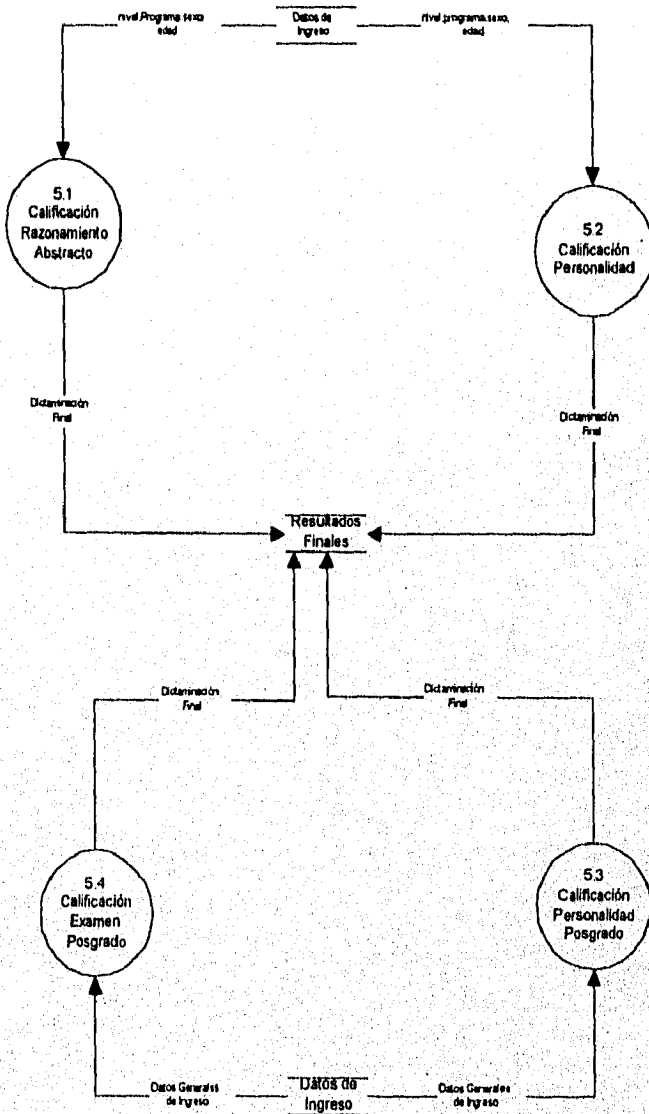 nivel,Programa,sexo,
edad
Datos de
Ingreso
nivel,programa,sexo,
edad
5.1
Calificación
Razonamiento
Abstracto
5.2
Calificación
Personalidad
Dictaminación
Final
Dictaminación
Final
Resultados
Finales
Dictaminación
Final
Dictaminación
Final
5.4
Calificación
Examen
Posgrado
5.3
Calificación
Personalidad
Posgrado
Datos Generales
de Ingreso
Datos de
Ingreso
Datos Generales
de Ingreso